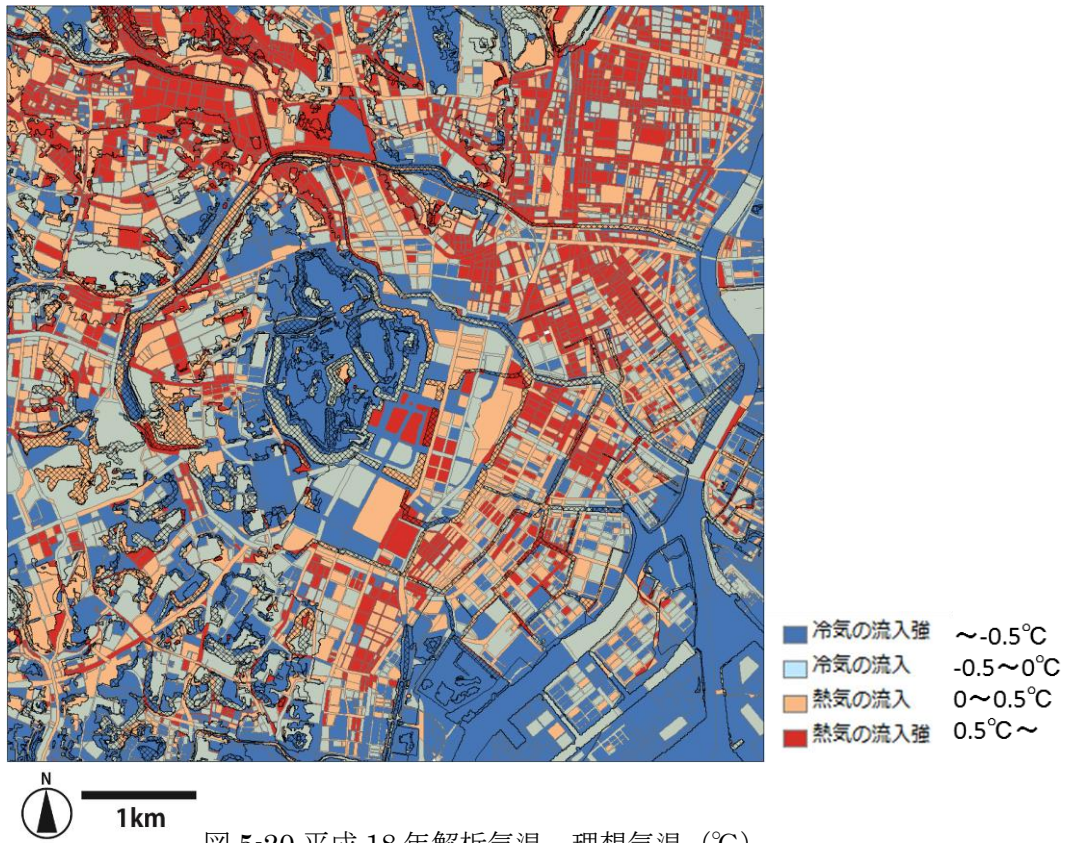 冷気の流入強 ～-0.5℃
冷気の流入 -0.5～0℃
熱気の流入 0～0.5℃
熱気の流入強 0.5℃～
N
1km
図 5-20 平成 18 年解析気温－理想気温（℃）